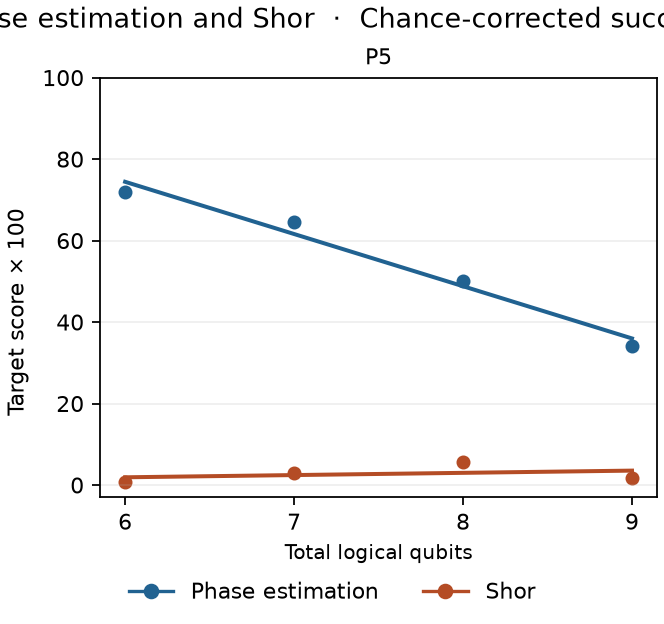 se estimation and Shor · Chance-corrected succ
P5
100
80
60
40
20
0
Target score × 100
6 7 8 9
Total logical qubits
Phase estimation Shor